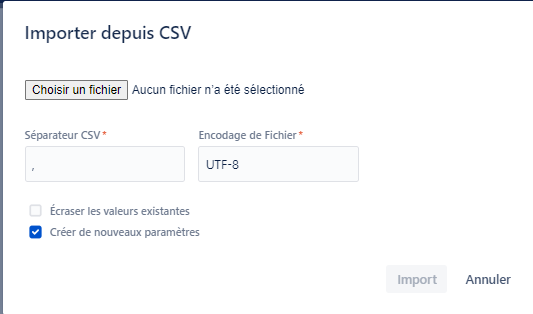 Importer depuis CSV
Choisir un fichier Aucun fichier n'a été sélectionné
Séparateur CSV* Encodage de Fichier*
, UTF-8
Écraser les valeurs existantes
Créer de nouveaux paramètres
Import Annuler